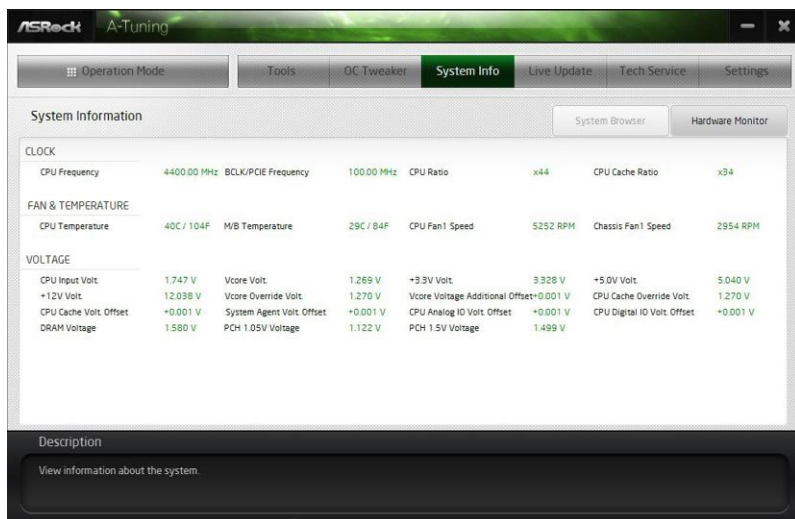 ASRock A-Tuning
Operation Mode Tools OC Tweaker System Info Live Update Tech Service Settings
System Information System Browser Hardware Monitor
CLOCK
CPU Frequency 4400.00 MHz BCLK/PCIE Frequency 100.00 MHz CPU Ratio x44 CPU Cache Ratio x34
FAN & TEMPERATURE
CPU Temperature 40C / 104F M/B Temperature 29C / 84F CPU Fan1 Speed 5252 RPM Chassis Fan1 Speed 2954 RPM
VOLTAGE
CPU Input Volt. 1.747 V Vcore Volt. 1.269 V +3.3V Volt. 3.328 V +5.0V Volt. 5.040 V
+12V Volt. 12.038 V Vcore Override Volt. 1.270 V Vcore Voltage Additional Offset +0.001 V CPU Cache Override Volt. 1.270 V
CPU Cache Volt. Offset +0.001 V System Agent Volt. Offset +0.001 V CPU Analog IO Volt. Offset +0.001 V CPU Digital IO Volt. Offset +0.001 V
DRAM Voltage 1.580 V PCH 1.05V Voltage 1.122 V PCH 1.5V Voltage 1.499 V
Description
View information about the system.